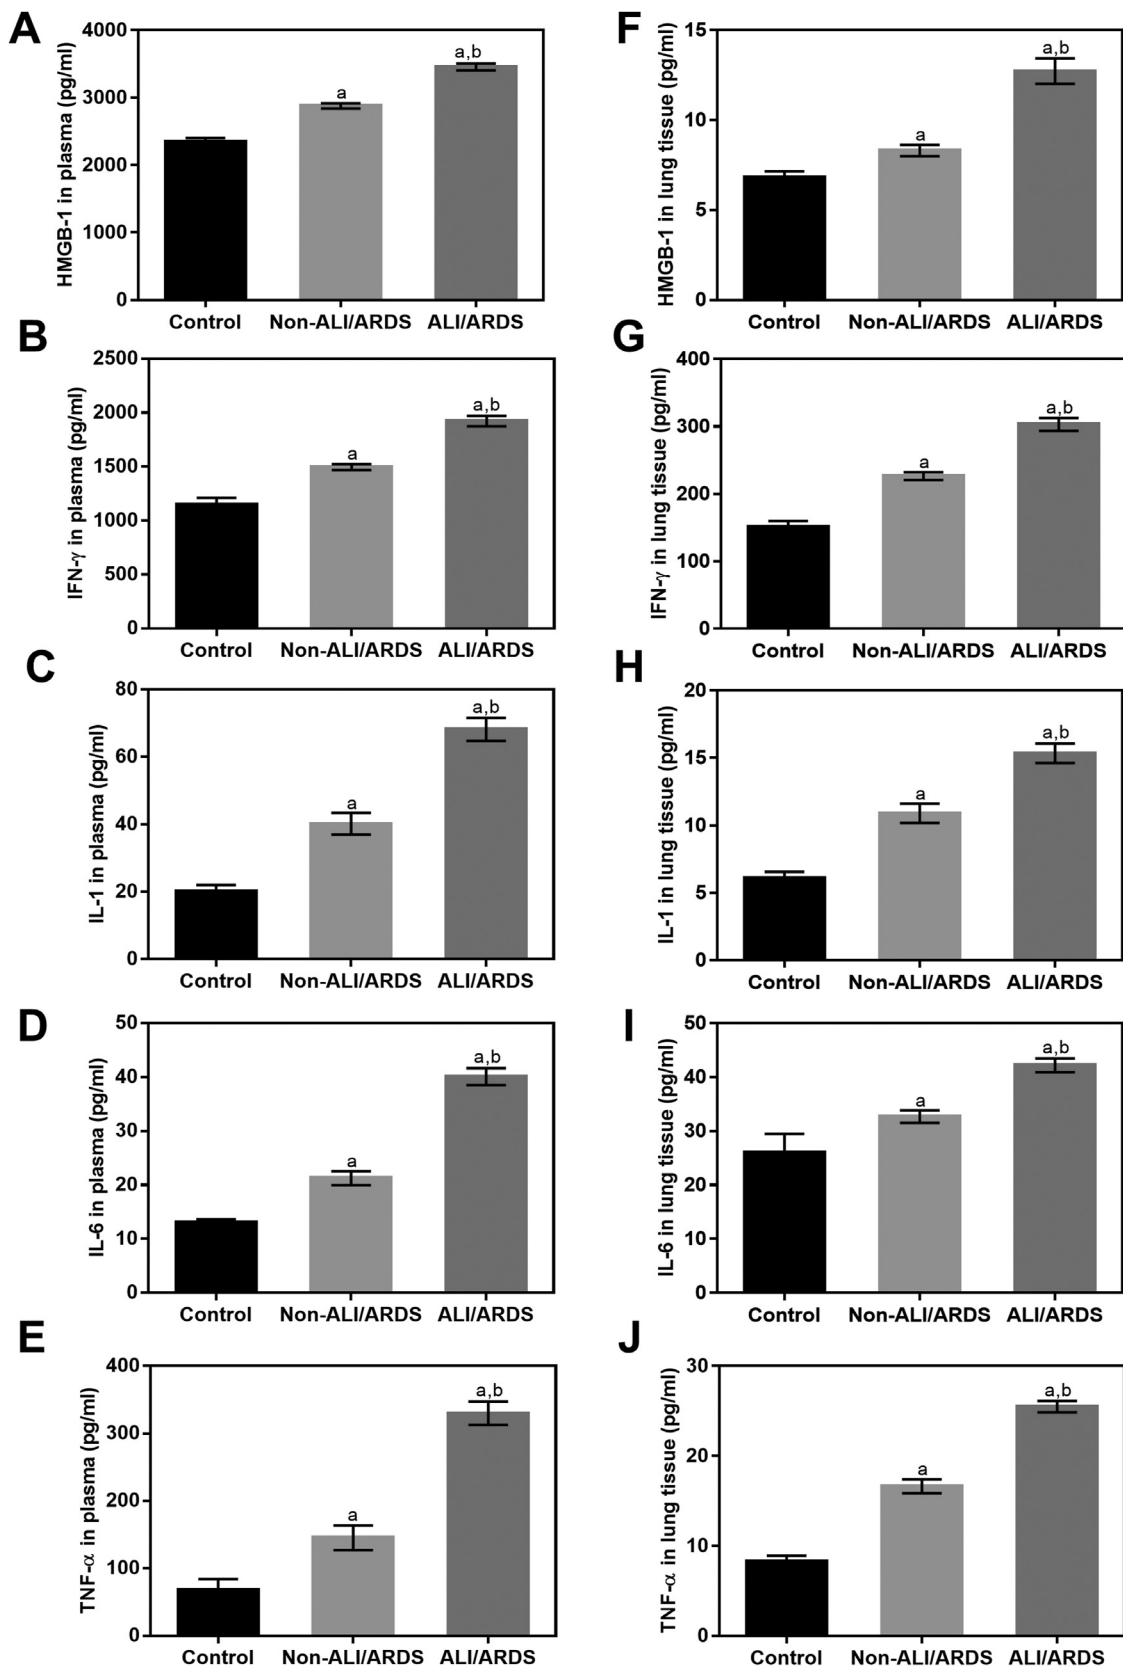 A
HMGB-1 in plasma (pg/ml)
4000
3000
2000
1000
0
a
a,b
Control Non-ALI/ARDS ALI/ARDS
F
HMGB-1 in lung tissue (pg/ml)
15
10
5
0
a
a,b
Control Non-ALI/ARDS ALI/ARDS
B
IFN-γ in plasma (pg/ml)
2500
2000
1500
1000
500
0
a
a,b
Control Non-ALI/ARDS ALI/ARDS
G
IFN-γ in lung tissue (pg/ml)
400
300
200
100
0
a
a,b
Control Non-ALI/ARDS ALI/ARDS
C
IL-1 in plasma (pg/ml)
80
60
40
20
0
a
a,b
Control Non-ALI/ARDS ALI/ARDS
H
IL-1 in lung tissue (pg/ml)
20
15
10
5
0
a
a,b
Control Non-ALI/ARDS ALI/ARDS
D
IL-6 in plasma (pg/ml)
50
40
30
20
10
0
a
a,b
Control Non-ALI/ARDS ALI/ARDS
I
IL-6 in lung tissue (pg/ml)
50
40
30
20
10
0
a
a,b
Control Non-ALI/ARDS ALI/ARDS
E
TNF-α in plasma (pg/ml)
400
300
200
100
0
a
a,b
Control Non-ALI/ARDS ALI/ARDS
J
TNF-α in lung tissue (pg/ml)
30
20
10
0
a
a,b
Control Non-ALI/ARDS ALI/ARDS